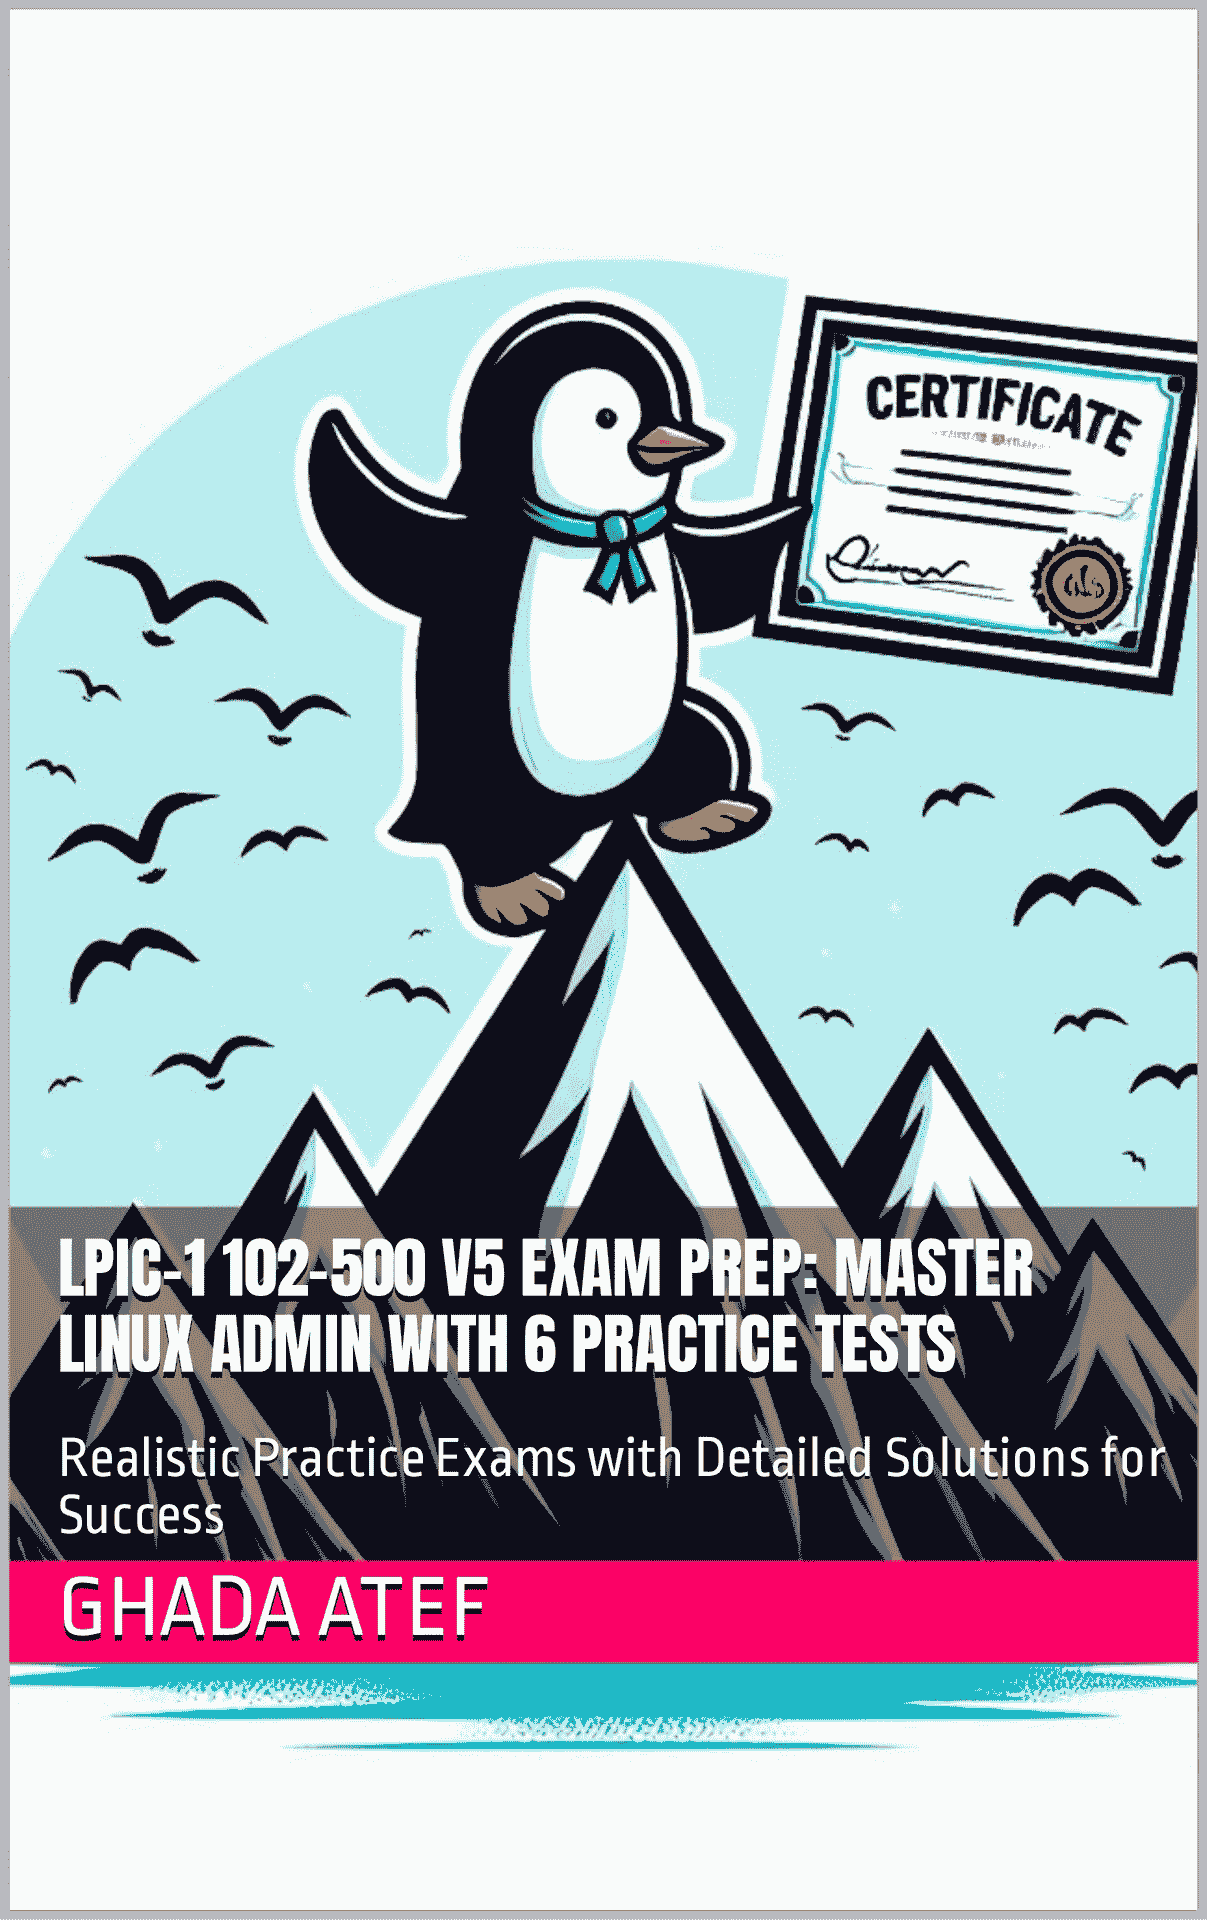 CERTIFICATE
LPIC-1 102-500 V5 EXAM PREP: MASTER
LINUX ADMIN WITH 6 PRACTICE TESTS
Realistic Practice Exams with Detailed Solutions for
Success
GHADA ATEF